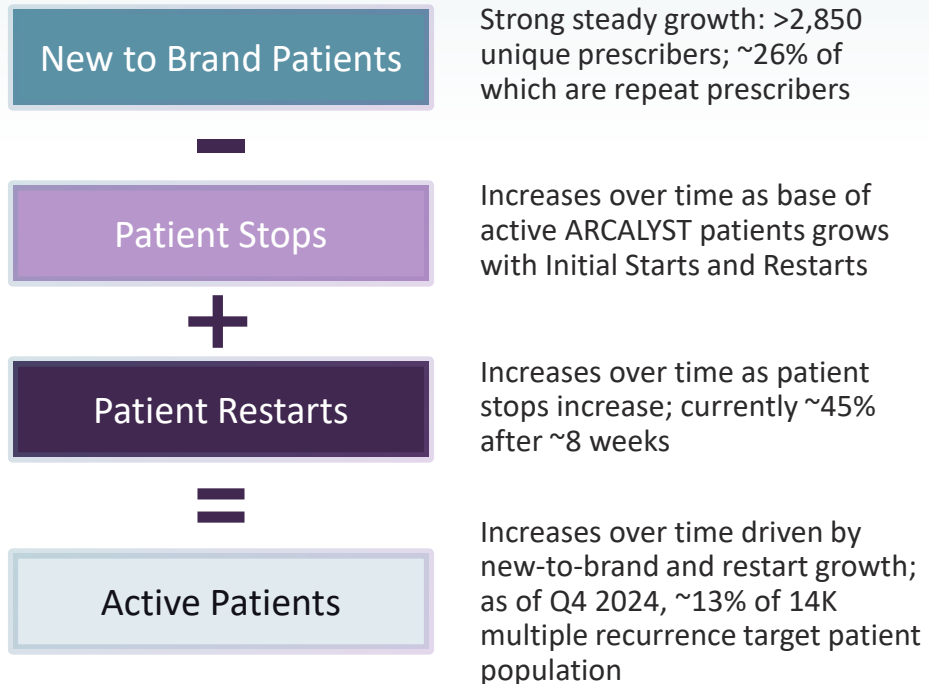 New to Brand Patients
Strong steady growth: >2,850
unique prescribers; ~26% of
which are repeat prescribers
-
Patient Stops
Increases over time as base of
active ARCALYST patients grows
with Initial Starts and Restarts
+
Patient Restarts
Increases over time as patient
stops increase; currently ~45%
after ~8 weeks
=
Active Patients
Increases over time driven by
new-to-brand and restart growth;
as of Q4 2024, ~13% of 14K
multiple recurrence target patient
population